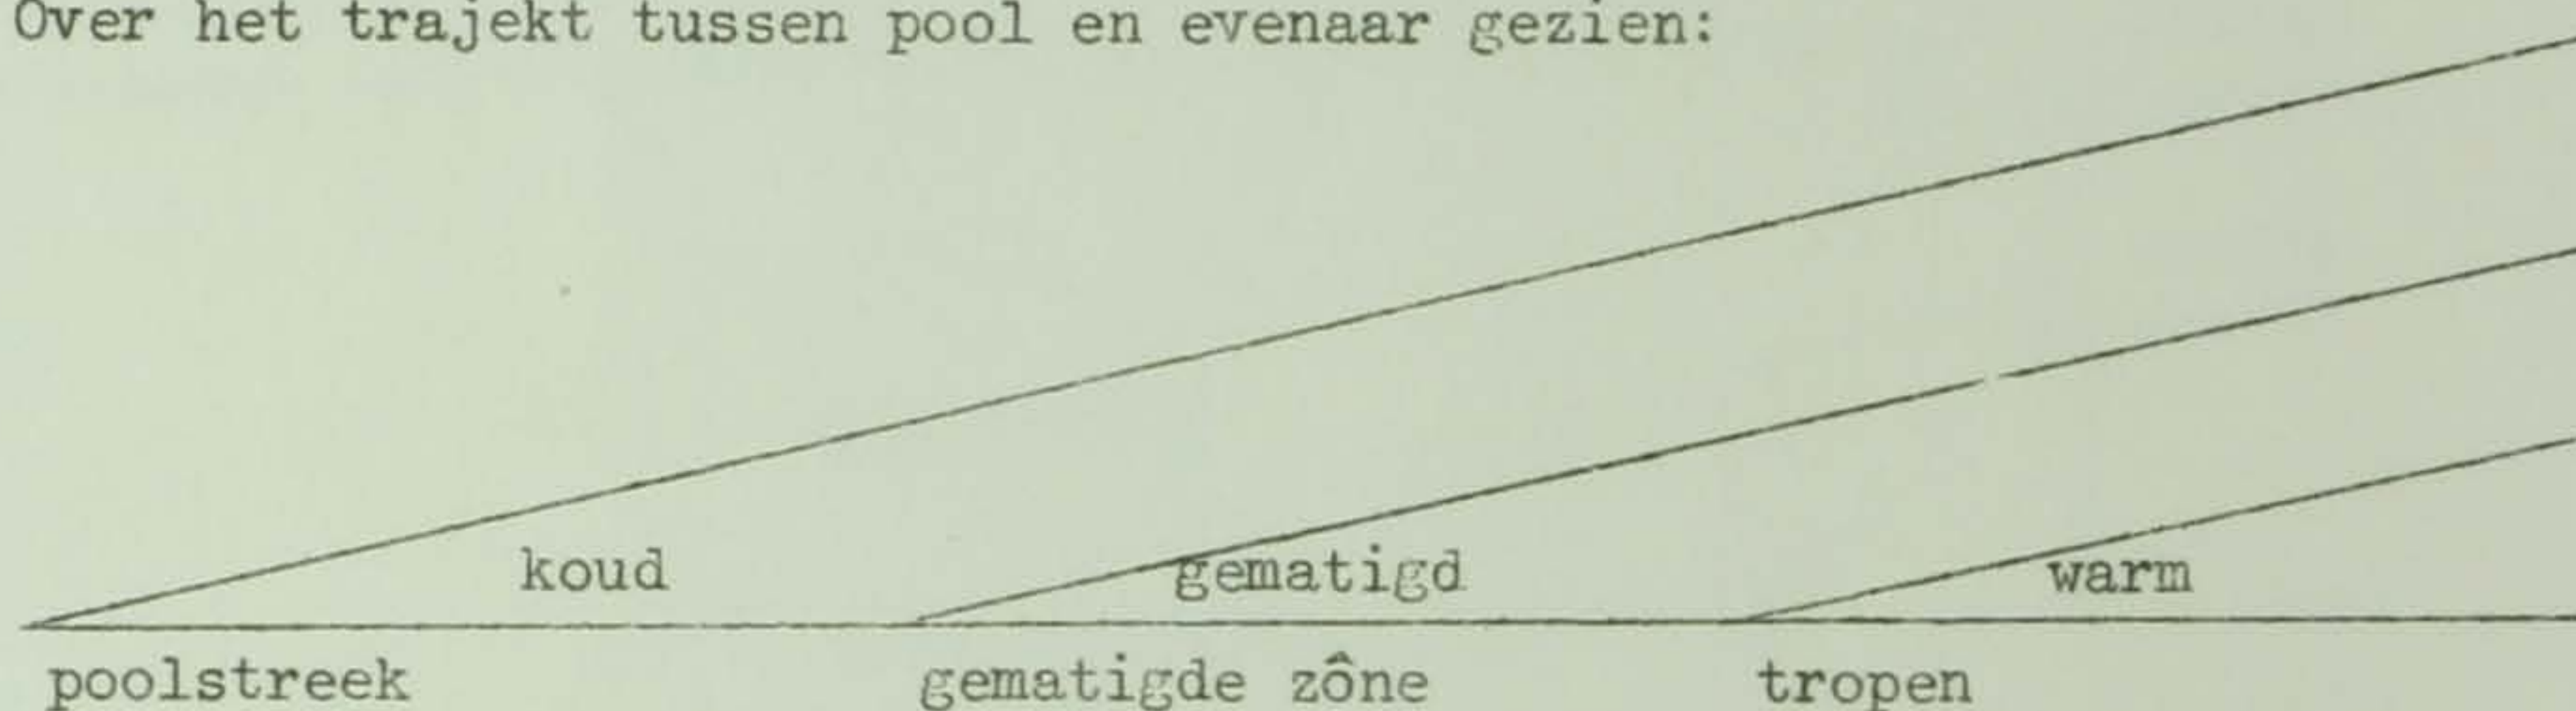 Over het trajekt tussen pool en evenaar gezien:
koud gematigd warm
poolstreek gematigde zône tropen